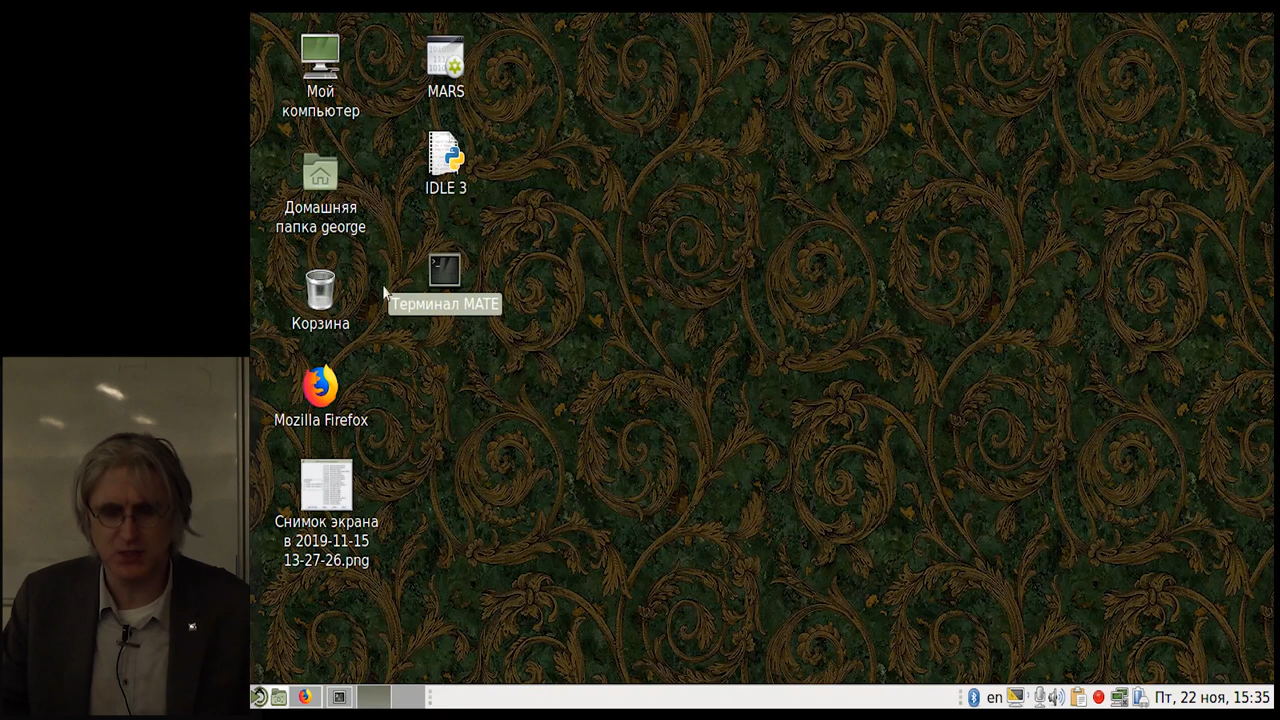 Мой
компьютер
MARS
IDLE 3
Домашняя
папка george
Терминал MATE
Корзина
Mozilla Firefox
Снимок экрана
в 2019-11-15
13-27-26.png
en
Пт, 22 ноя, 15:35